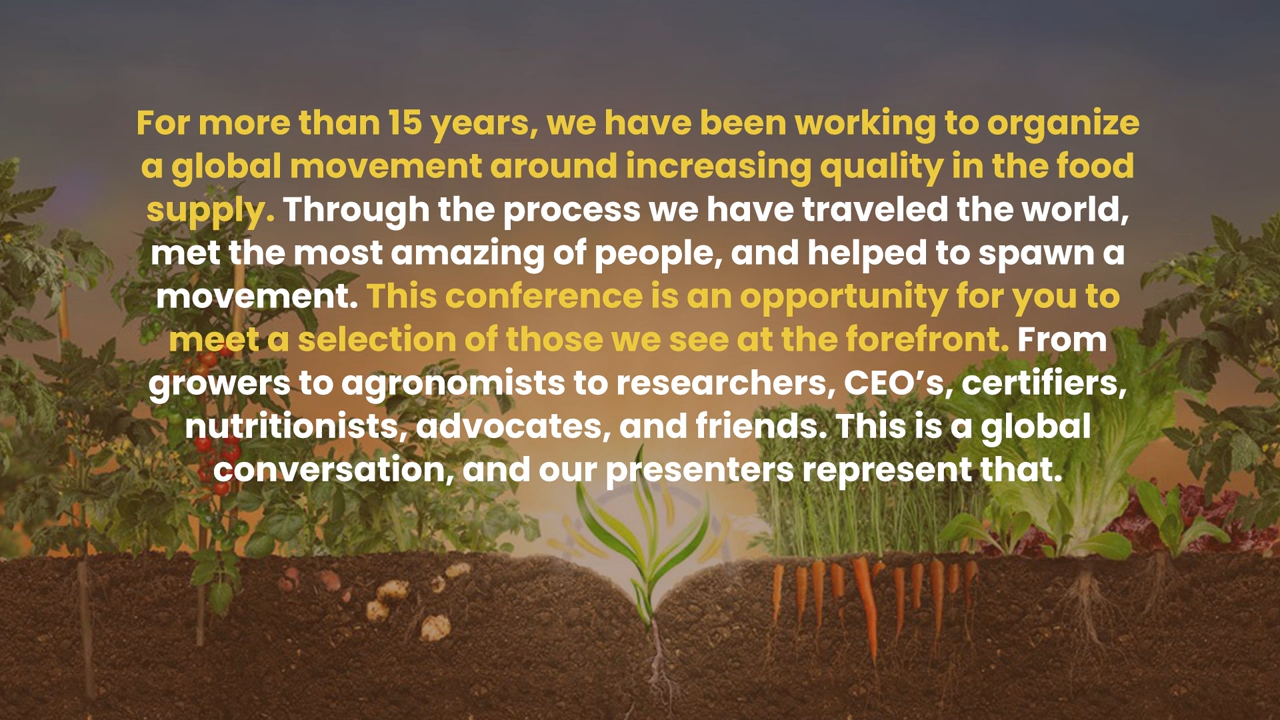 For more than 15 years, we have been working to organize
a global movement around increasing quality in the food
supply. Through the process we have traveled the world,
met the most amazing of people, and helped to spawn a
movement. This conference is an opportunity for you to
meet a selection of those we see at the forefront. From
growers to agronomists to researchers, CEO’s, certifiers,
nutritionists, advocates, and friends. This is a global
conversation, and our presenters represent that.